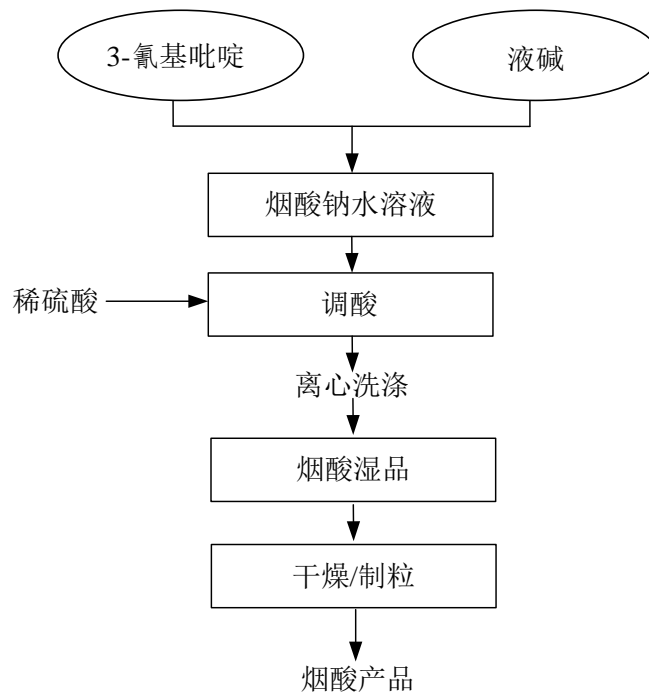 3-氰基吡啶
液碱
烟酸钠水溶液
稀硫酸
调酸
离心洗涤
烟酸湿品
干燥/制粒
烟酸产品